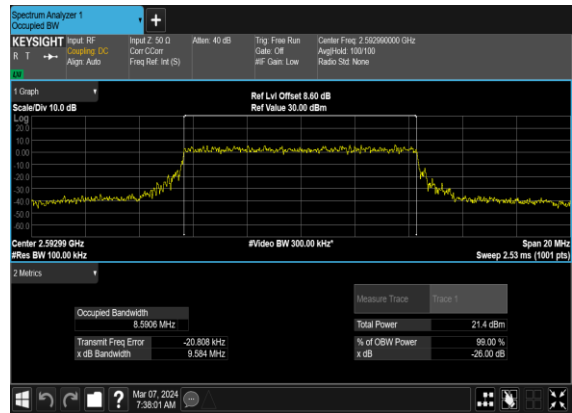 Spectrum Analyzer 1
Occupied BW
+
KEYSIGHT Input: RF Input Z: 50 Ω Atten: 40 dB Trig: Free Run Center Freq: 2.592990000 GHz
R T Coupling: DC Corr CCorr Gate: Off Avg|Hold: 100/100
Align: Auto Freq Ref: Int (S) #IF Gain: Low Radio Std: None
LW
1 Graph
Ref Lvl Offset 8.60 dB
Scale/Div 10.0 dB Ref Value 30.00 dBm
Log
20.0
10.0
0.00
-10.0
-20.0
-30.0
-40.0
-50.0
-60.0
Center 2.59299 GHz #Video BW 300.00 kHz* Span 20 MHz
#Res BW 100.00 kHz Sweep 2.53 ms (1001 pts)
2 Metrics
Measure Trace Trace 1
Occupied Bandwidth
8.5906 MHz Total Power 21.4 dBm
Transmit Freq Error -20.808 kHz % of OBW Power 99.00 %
x dB Bandwidth 9.584 MHz x dB -26.00 dB
? Mar 07, 2024
7:38:01 AM